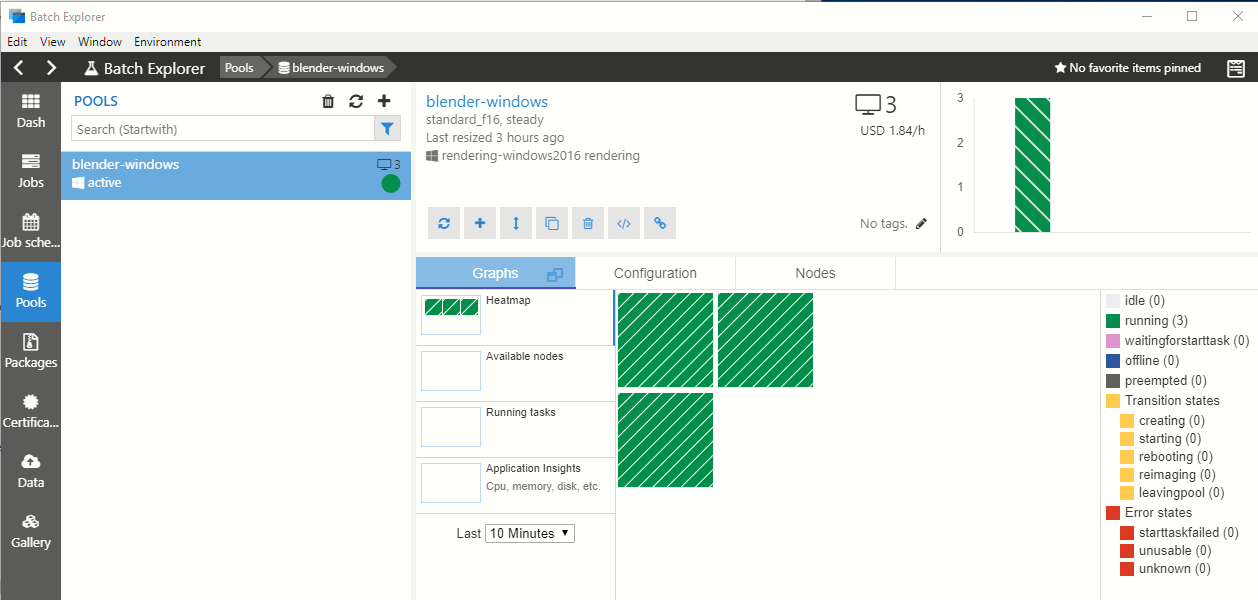 Batch Explorer
Edit View Window Environment
Batch Explorer Pools blender-windows No favorite items pinned
Dash
Jobs
Job sche...
Pools
Packages
Certifica...
Data
Gallery
POOLS
Search (Startwith)
blender-windows 3
active
blender-windows
standard_f16, steady
Last resized 3 hours ago
rendering-windows2016 rendering
3
USD 1.84/h
No tags.
3
2
1
0
Graphs Configuration Nodes
Heatmap
Available nodes
Running tasks
Application Insights
Cpu, memory, disk, etc.
Last 10 Minutes
idle (0)
running (3)
waitingforstarttask (0)
offline (0)
preempted (0)
Transition states
creating (0)
starting (0)
rebooting (0)
reimaging (0)
leavingpool (0)
Error states
starttaskfailed (0)
unusable (0)
unknown (0)